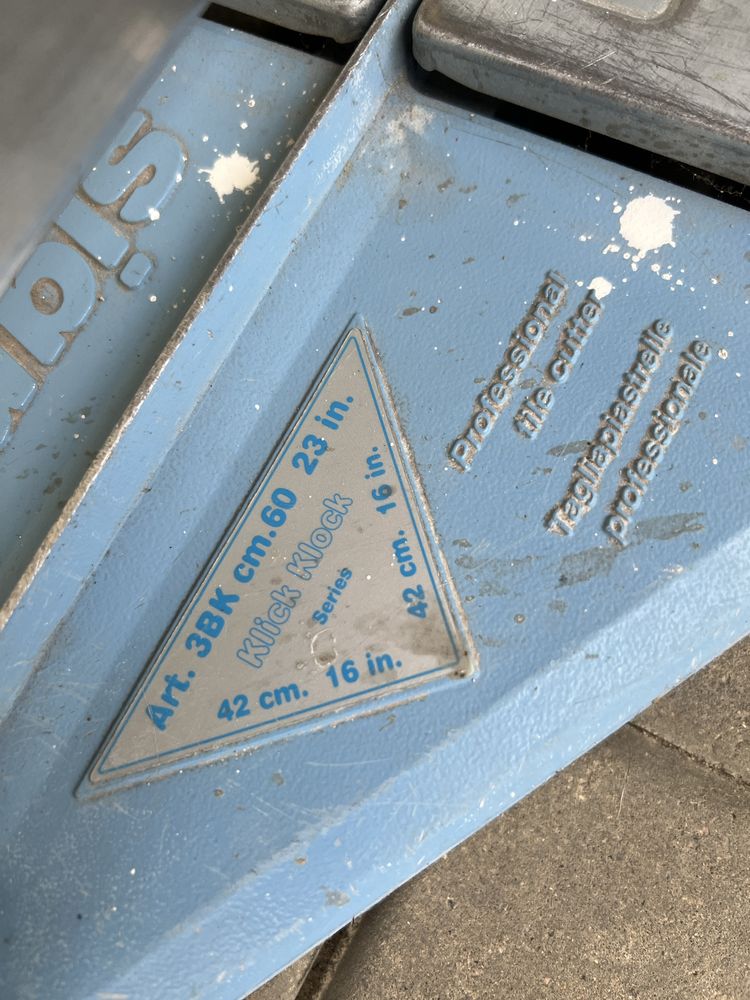 Art. 3BK cm.60 23 in.
Klick Klock
Series
42 cm. 16 in.
42 cm. 16 in.
Professional
tile cutter
Tagliapiastrelle
professionale